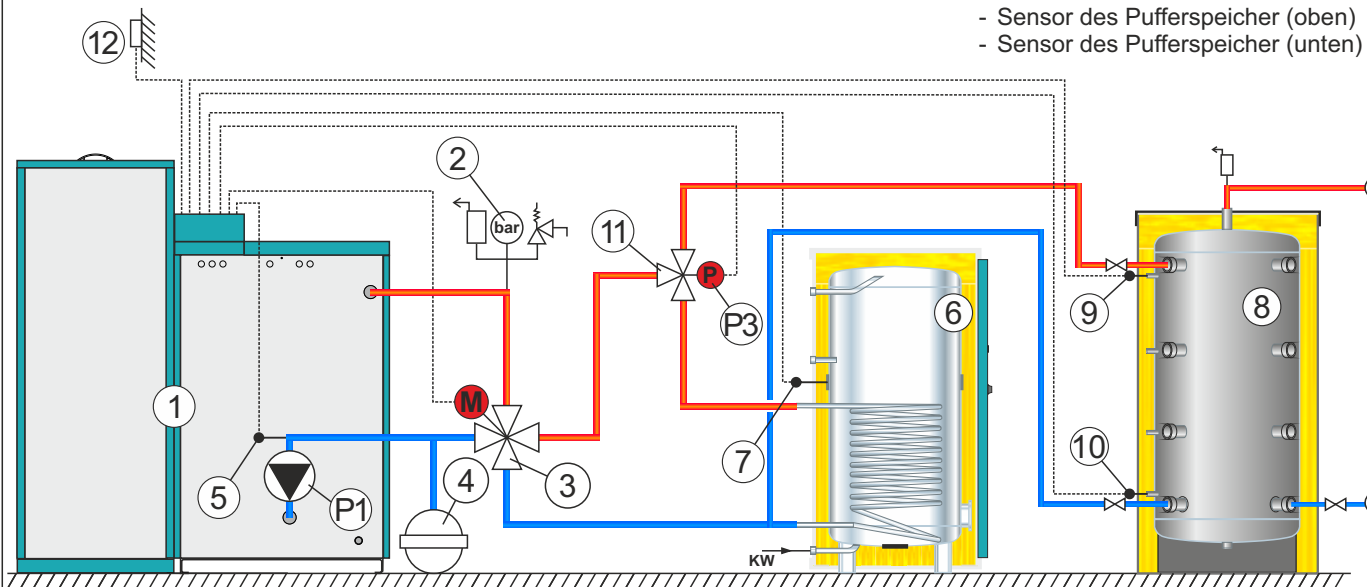 - Sensor des Pufferspeicher (oben)
- Sensor des Pufferspeicher (unten)
12
2
bar
11
P
P3
6
9
8
1
M
7
10
5
P1
4
3
KW